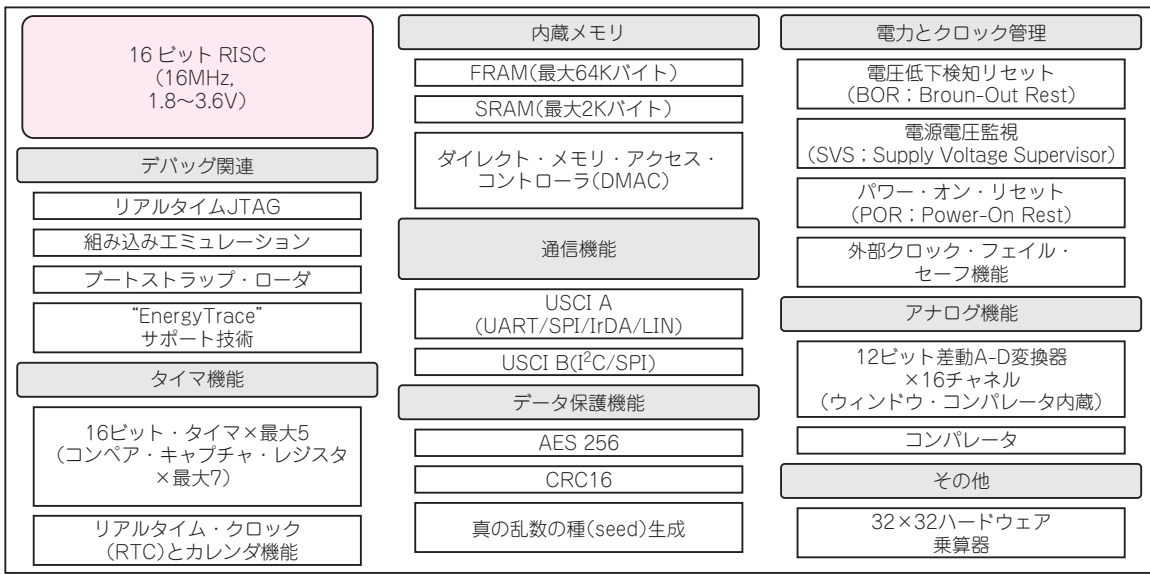 16 ビット RISC
(16MHz,
1.8〜3.6V)
デバッグ関連
リアルタイムJTAG
組み込みエミュレーション
ブートストラップ・ローダ
“EnergyTrace”
サポート技術
タイマ機能
16ビット・タイマ×最大5
(コンペア・キャプチャ・レジスタ
×最大7)
リアルタイム・クロック
(RTC)とカレンダ機能
内蔵メモリ
FRAM(最大64Kバイト)
SRAM(最大2Kバイト)
ダイレクト・メモリ・アクセス・
コントローラ(DMAC)
通信機能
USCI A
(UART/SPI/IrDA/LIN)
USCI B(I²C/SPI)
データ保護機能
AES 256
CRC16
真の乱数の種(seed)生成
電力とクロック管理
電圧低下検知リセット
(BOR；Broun-Out Rest)
電源電圧監視
(SVS；Supply Voltage Supervisor)
パワー・オン・リセット
(POR；Power-On Rest)
外部クロック・フェイル・
セーフ機能
アナログ機能
12ビット差動A-D変換器
×16チャネル
(ウィンドウ・コンパレータ内蔵)
コンパレータ
その他
32×32ハードウェア
乗算器